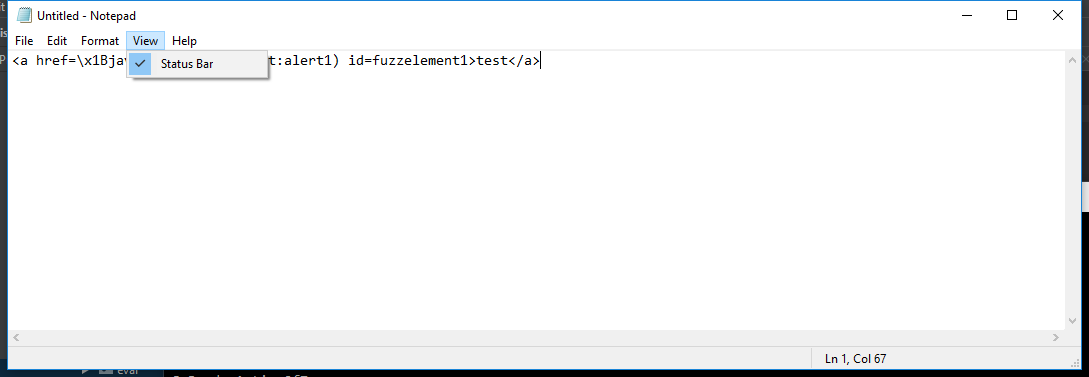 Untitled - Notepad
File Edit Format View Help
<a href=\x1Bja t:alert1) id=fuzzelement1>test</a>
Status Bar
Ln 1, Col 67
eval